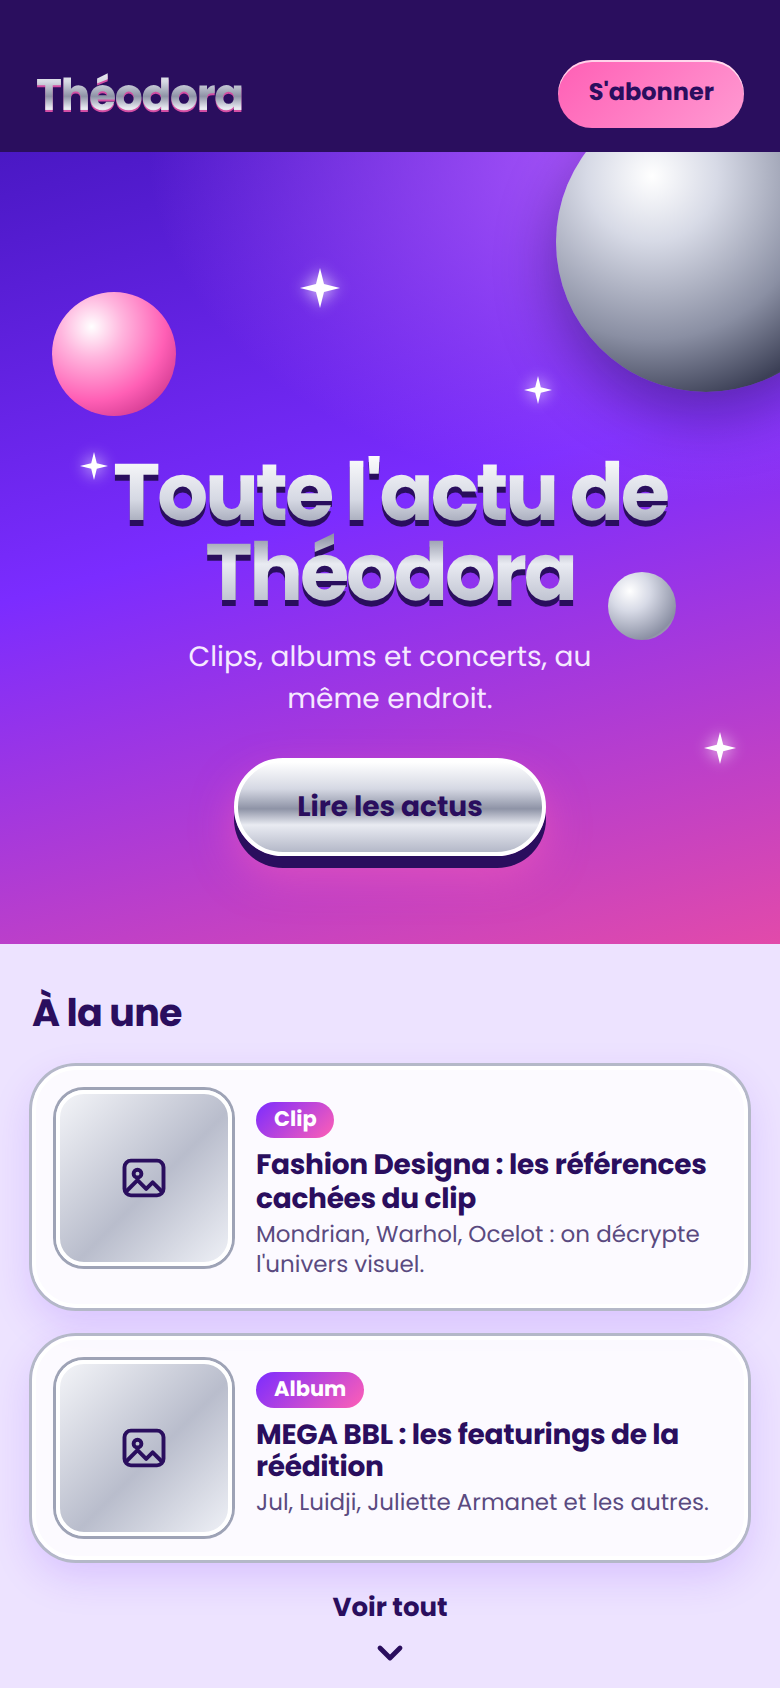 Théodora
S'abonner
Toute l'actu de
Théodora
Clips, albums et concerts, au
même endroit.
Lire les actus
À la une
Clip
Fashion Designa : les références
cachées du clip
Mondrian, Warhol, Ocelot : on décrypte
l'univers visuel.
Album
MEGA BBL : les featurings de la
réédition
Jul, Luidji, Juliette Armanet et les autres.
Voir tout